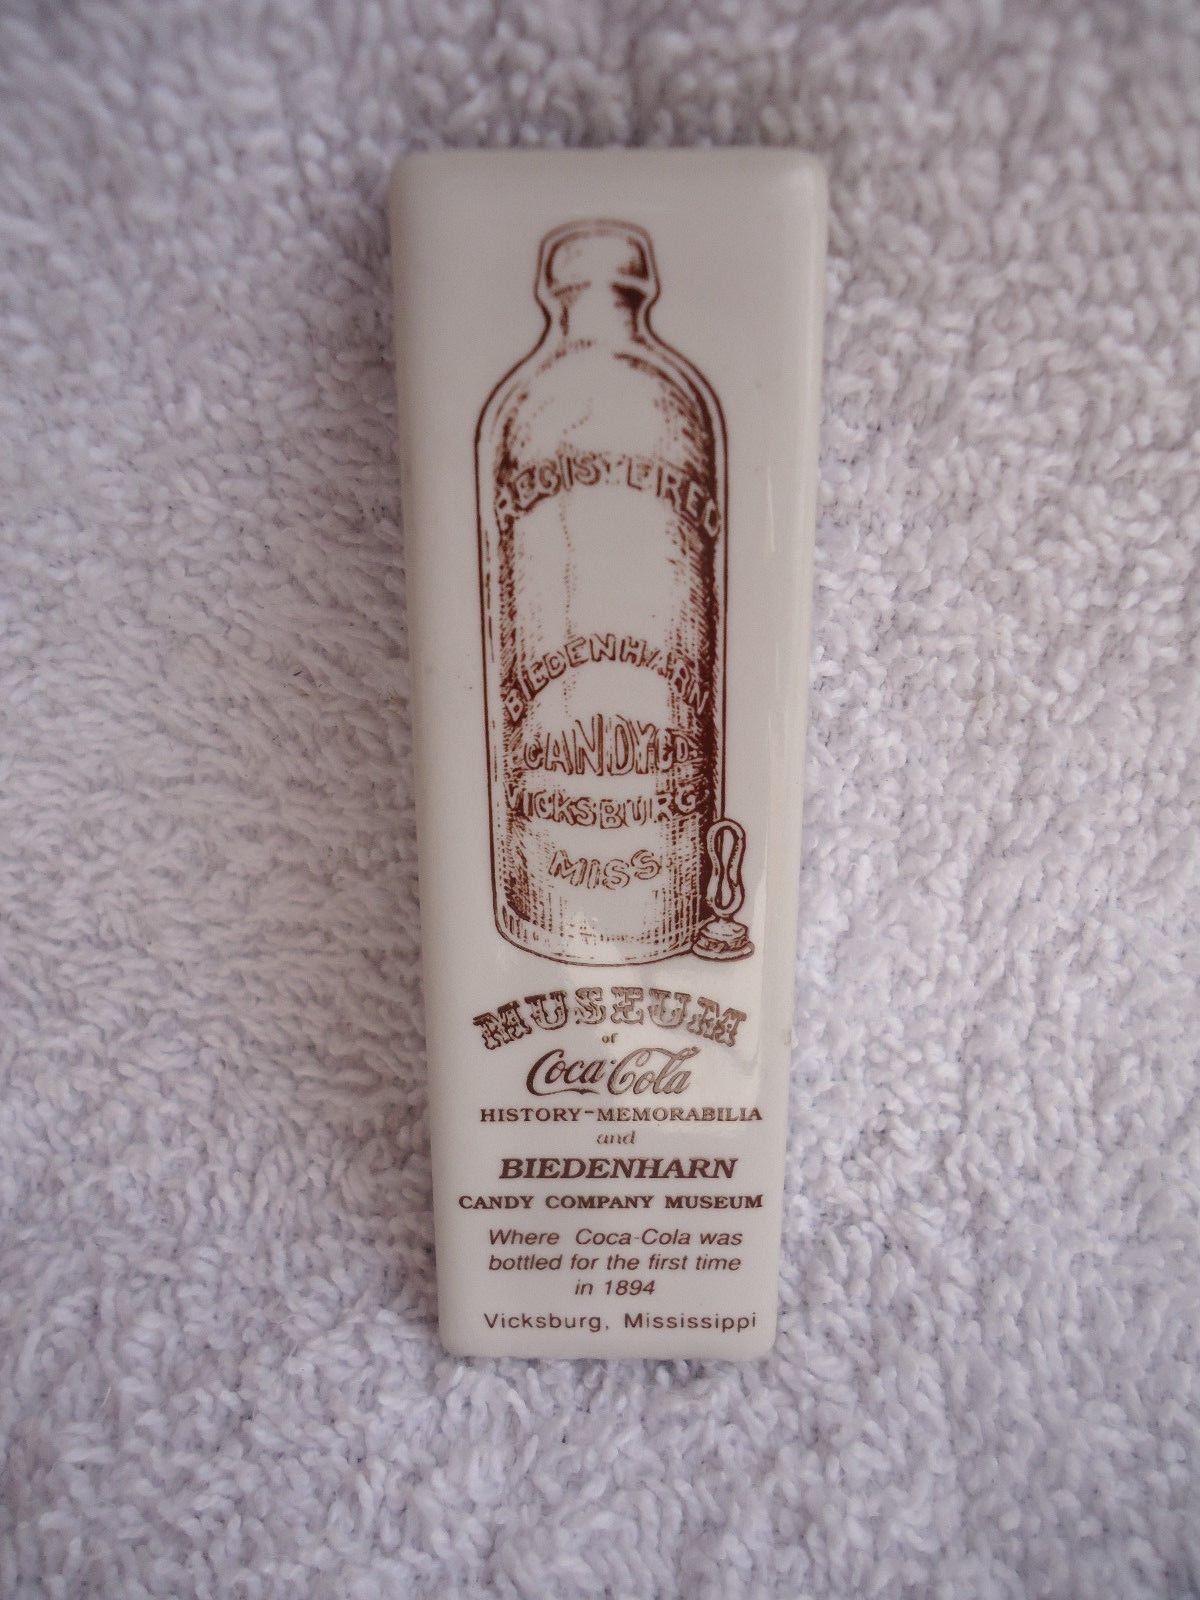 REGISTERED
BIEDENHARN
CANDY CO.
VICKSBURG
MISS
MUSEUM
of
Coca-Cola
HISTORY-MEMORABILIA
and
BIEDENHARN
CANDY COMPANY MUSEUM
Where Coca-Cola was
bottled for the first time
in 1894
Vicksburg, Mississippi